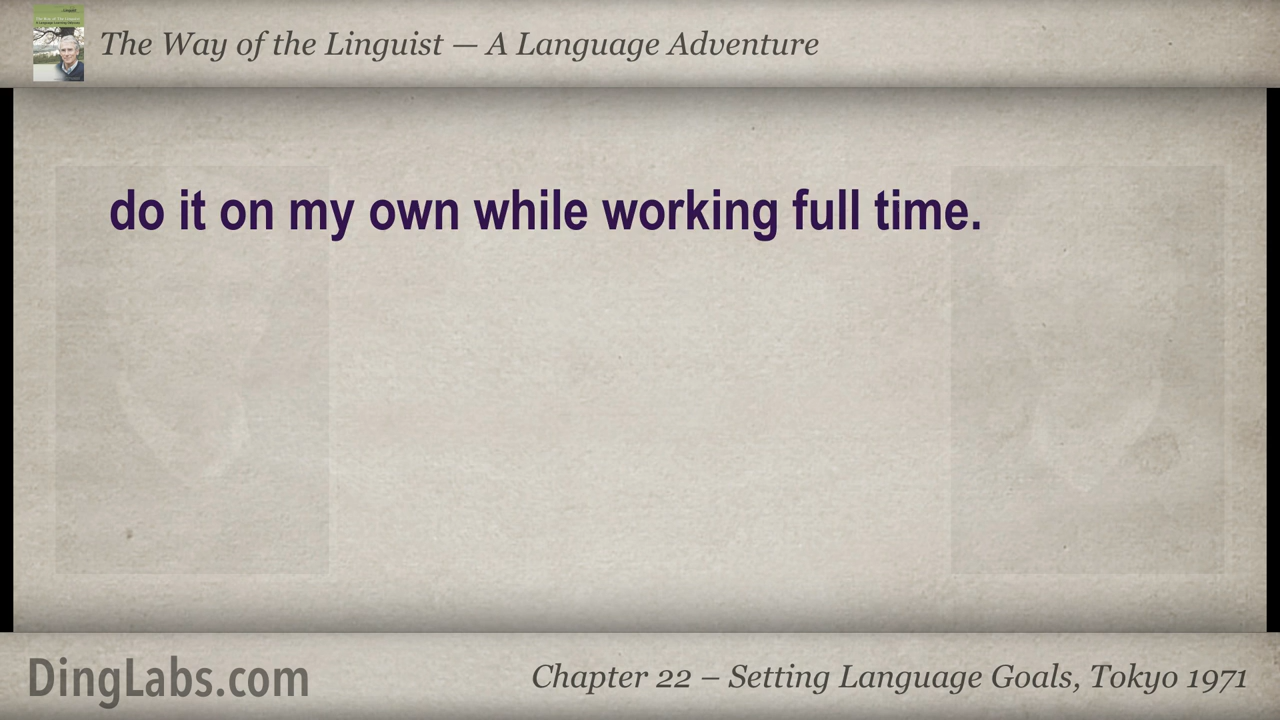 The Way of the Linguist — A Language Adventure
do it on my own while working full time.
DingLabs.com
Chapter 22 – Setting Language Goals, Tokyo 1971